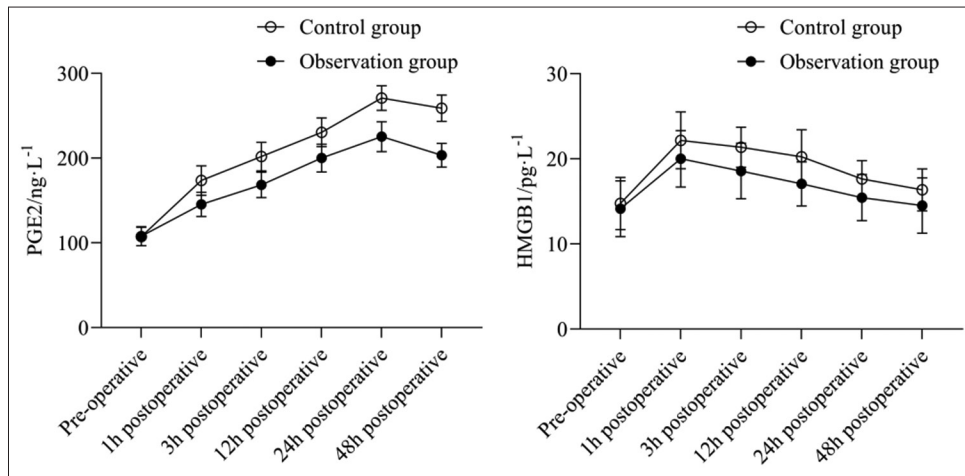 Control group
Observation group
300
200
100
0
PGE2/ng·L⁻¹
Pre-operative
1h postoperative
3h postoperative
12h postoperative
24h postoperative
48h postoperative
Control group
Observation group
30
20
10
0
HMGB1/pg·L⁻¹
Pre-operative
1h postoperative
3h postoperative
12h postoperative
24h postoperative
48h postoperative